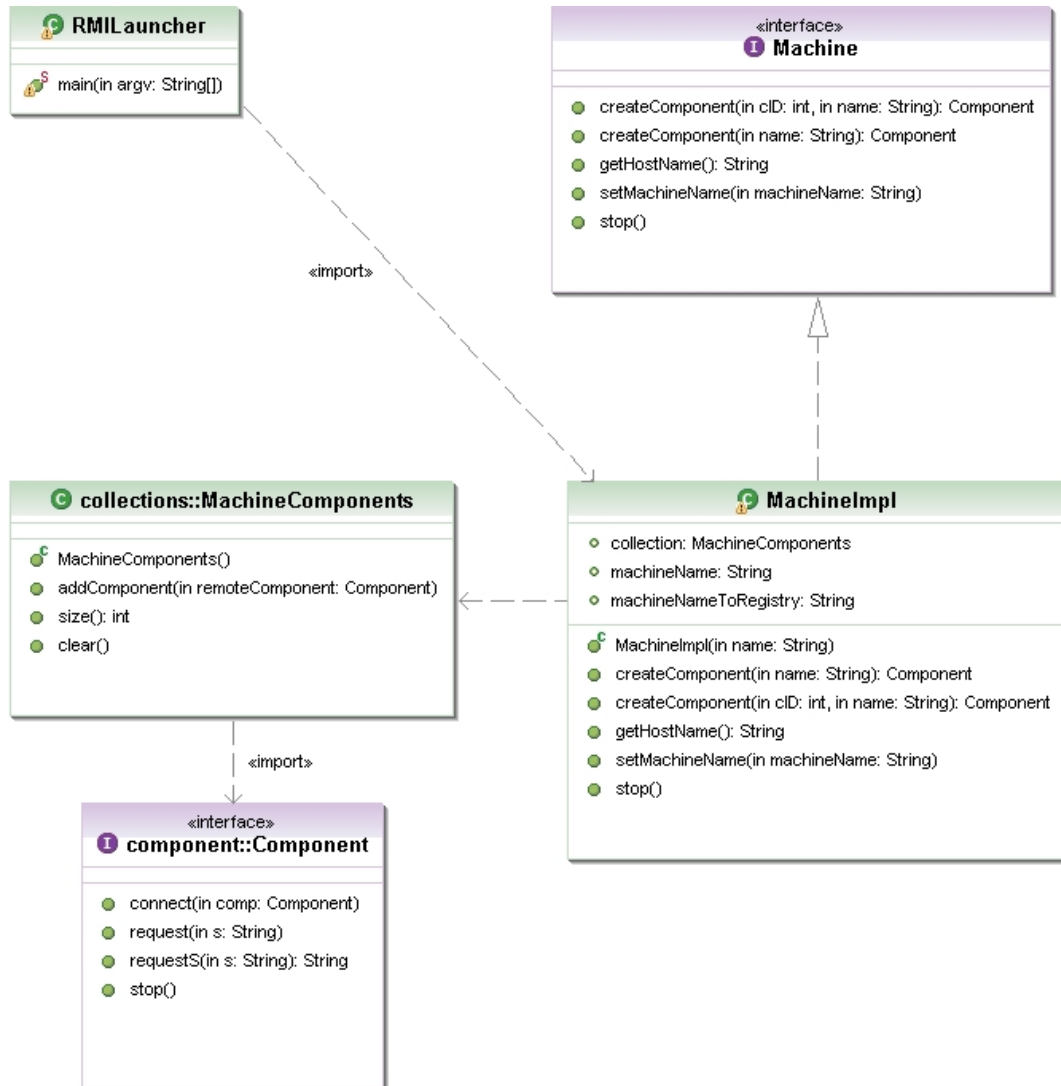 RMILauncher
main(in argv: String[])
«interface»
Machine
createComponent(in cID: int, in name: String): Component
createComponent(in name: String): Component
getHostName(): String
setMachineName(in machineName: String)
stop()
«import»
collections::MachineComponents
MachineComponents()
addComponent(in remoteComponent: Component)
size(): int
clear()
MachineImpl
collection: MachineComponents
machineName: String
machineNameToRegistry: String
MachineImpl(in name: String)
createComponent(in name: String): Component
createComponent(in cID: int, in name: String): Component
getHostName(): String
setMachineName(in machineName: String)
stop()
«import»
«interface»
component::Component
connect(in comp: Component)
request(in s: String)
requestS(in s: String): String
stop()